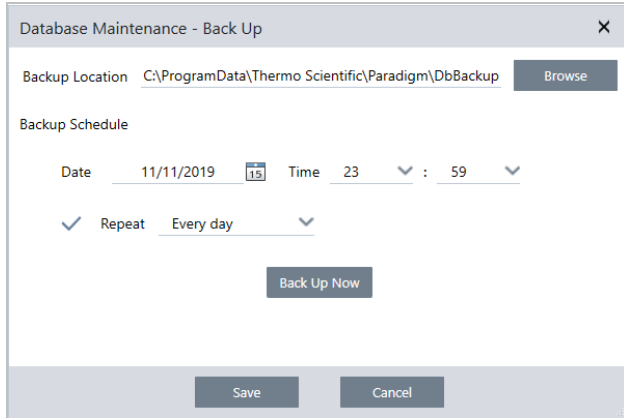 Database Maintenance - Back Up
Backup Location C:\ProgramData\Thermo Scientific\Paradigm\DbBackup Browse
Backup Schedule
Date 11/11/2019 15 Time 23 : 59
Repeat Every day
Back Up Now
Save Cancel